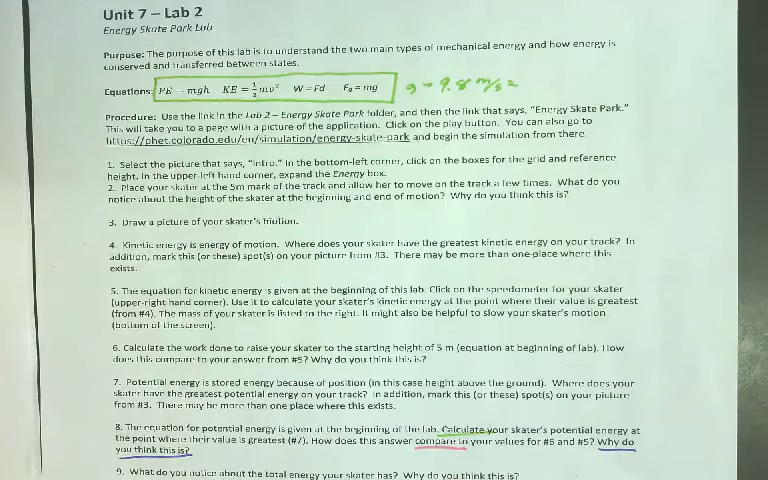 Unit 7 – Lab 2
Energy Skate Park Lab
Purpose: The purpose of this lab is to understand the two main types of mechanical energy and how energy is
conserved and transferred between states.
Equations: PE = mgh KE = ½mv² W = Fd Fg = mg g = 9.8 m/s²
Procedure: Use the link in the Lab 2 – Energy Skate Park folder, and then the link that says, "Energy Skate Park."
This will take you to a page with a picture of the application. Click on the play button. You can also go to
https://phet.colorado.edu/en/simulation/energy-skate-park and begin the simulation from there.
1. Select the picture that says, "Intro." In the bottom-left corner, click on the boxes for the grid and reference
height. In the upper-left hand corner, expand the Energy box.
2. Place your skater at the 5m mark of the track and allow her to move on the track a few times. What do you
notice about the height of the skater at the beginning and end of motion? Why do you think this is?
3. Draw a picture of your skater's motion.
4. Kinetic energy is energy of motion. Where does your skater have the greatest kinetic energy on your track? In
addition, mark this (or these) spot(s) on your picture from #3. There may be more than one-place where this
exists.
5. The equation for kinetic energy is given at the beginning of this lab. Click on the speedometer for your skater
(upper-right hand corner). Use it to calculate your skater's kinetic energy at the point where their value is greatest
(from #4). The mass of your skater is listed to the right. It might also be helpful to slow your skater's motion
(bottom of the screen).
6. Calculate the work done to raise your skater to the starting height of 5 m (equation at beginning of lab). How
does this compare to your answer from #5? Why do you think this is?
7. Potential energy is stored energy because of position (in this case height above the ground). Where does your
skater have the greatest potential energy on your track? In addition, mark this (or these) spot(s) on your picture
from #3. There may be more than one place where this exists.
8. The equation for potential energy is given at the beginning of the lab. Calculate your skater's potential energy at
the point where their value is greatest (#7). How does this answer compare to your values for #6 and #5? Why do
you think this is?
9. What do you notice about the total energy your skater has? Why do you think this is?